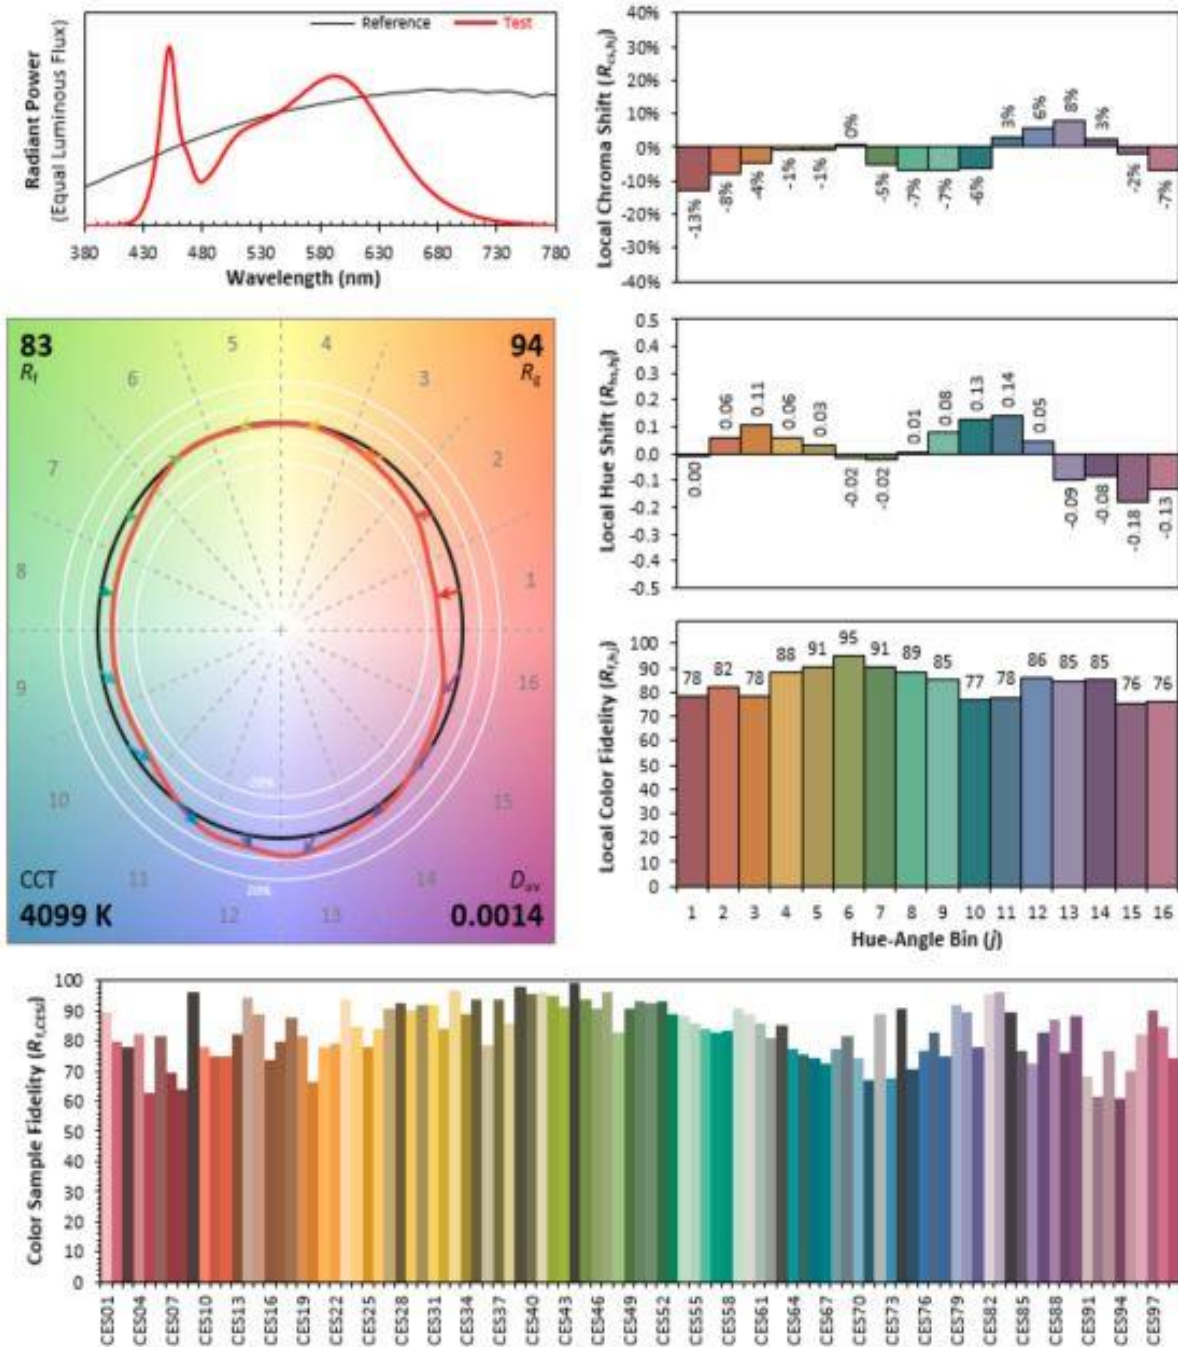 Reference
Test
Radiant Power
(Equal Luminous Flux)
380 430 480 530 580 630 680 730 780
Wavelength (nm)
Local Chroma Shift (Rcs,hj)
40%
30%
20%
10%
0%
-10%
-20%
-30%
-40%
-13% -8% -4% -1% -1% 0% -5% -7% -7% -6% 3% 6% 8% 3% -2% -7%
83
Rf
94
Rg
5 4
6 3
7 2
8 1
9 16
10 15
11 14
12 13
-20%
20%
CCT
4099 K
Duv
0.0014
Local Hue Shift (Rhs,hj)
0.5
0.4
0.3
0.2
0.1
0.0
-0.1
-0.2
-0.3
-0.4
-0.5
0.00 0.06 0.11 0.06 0.03 -0.02 -0.02 0.01 0.08 0.13 0.14 0.05 -0.09 -0.08 -0.18 -0.13
Local Color Fidelity (Rf,hj)
100
90
80
70
60
50
40
30
20
10
0
78 82 78 88 91 95 91 89 85 77 78 86 85 85 76 76
1 2 3 4 5 6 7 8 9 10 11 12 13 14 15 16
Hue-Angle Bin (j)
Color Sample Fidelity (Rf,CESi)
100
90
80
70
60
50
40
30
20
10
0
CES01 CES04 CES07 CES10 CES13 CES16 CES19 CES22 CES25 CES28 CES31 CES34 CES37 CES40 CES43 CES46 CES49 CES52 CES55 CES58 CES61 CES64 CES67 CES70 CES73 CES76 CES79 CES82 CES85 CES88 CES91 CES94 CES97